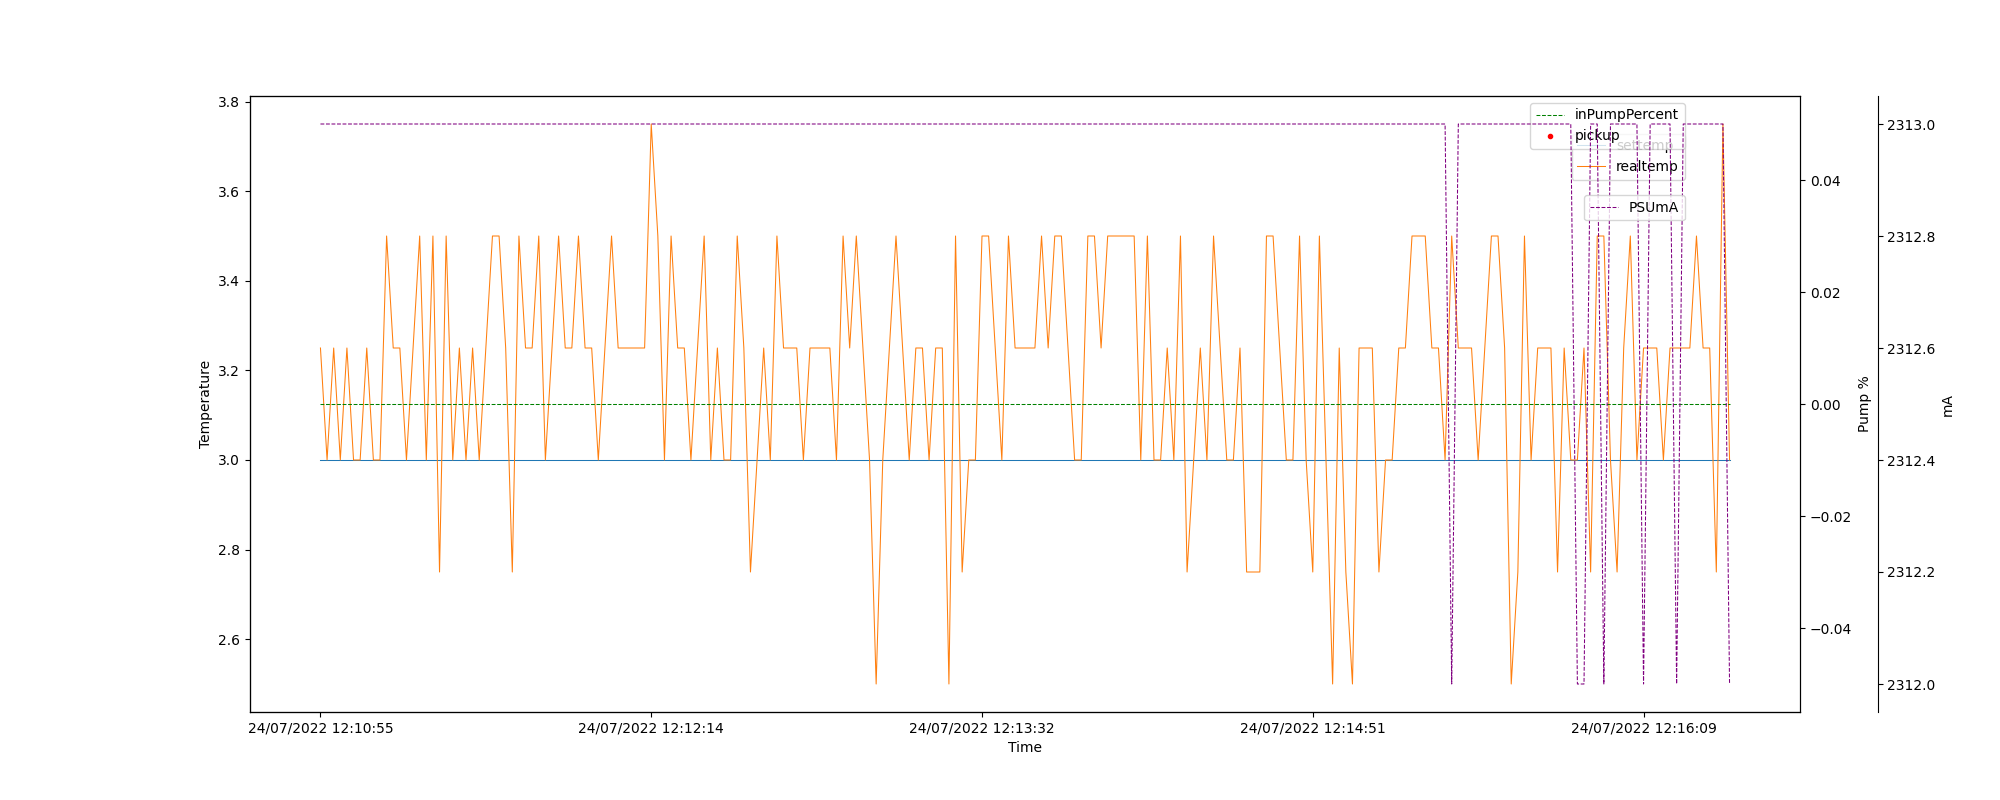 3.8
3.6
3.4
3.2
3.0
2.8
2.6
Temperature
24/07/2022 12:10:55
24/07/2022 12:12:14
24/07/2022 12:13:32
24/07/2022 12:14:51
24/07/2022 12:16:09
Time
inPumpPercent
pickup
settemp
realtemp
PSUmA
0.04
0.02
0.00
−0.02
−0.04
Pump %
2313.0
2312.8
2312.6
2312.4
2312.2
2312.0
mA